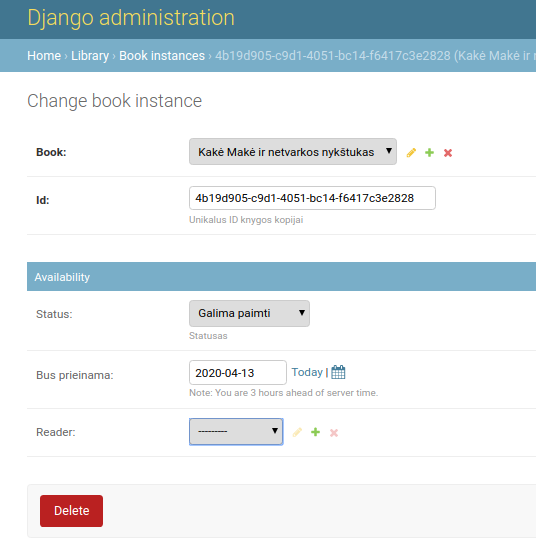 Django administration
Home › Library › Book instances › 4b19d905-c9d1-4051-bc14-f6417c3e2828 (Kakė Makė ir
Change book instance
Book: Kakė Makė ir netvarkos nykštukas
Id: 4b19d905-c9d1-4051-bc14-f6417c3e2828
Unikalus ID knygos kopijai
Availability
Status: Galima paimti
Statusas
Bus prieinama: 2020-04-13 Today |
Note: You are 3 hours ahead of server time.
Reader: ---------
Delete